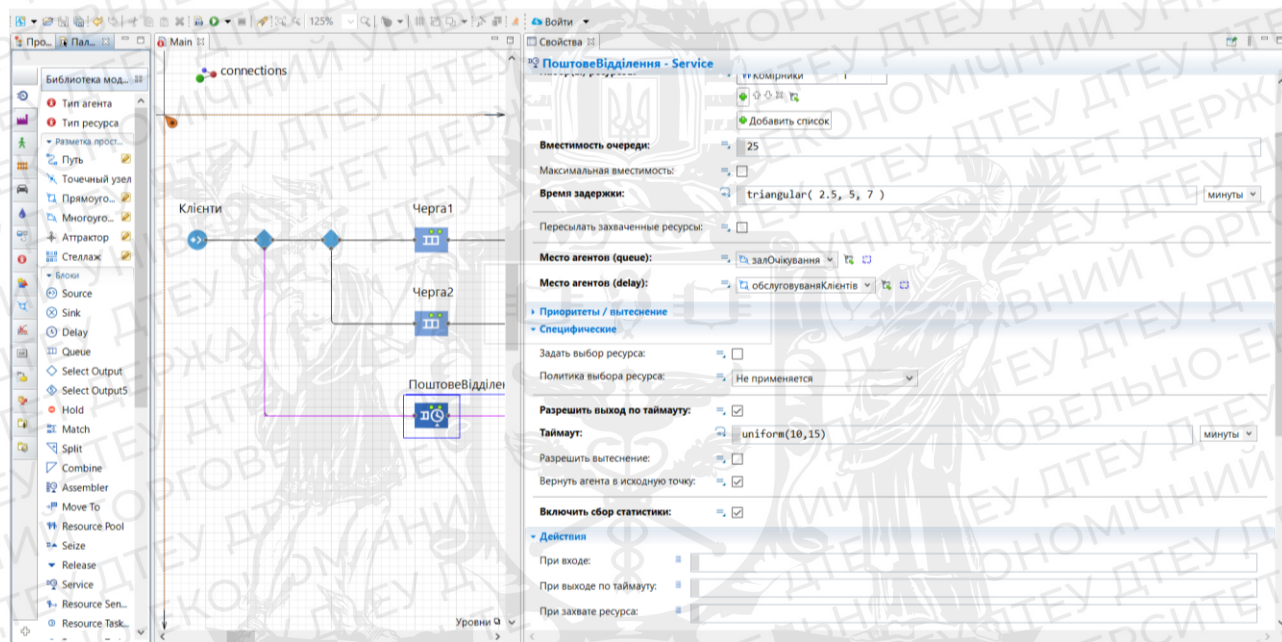 125%
Войти
Про...
Пал...
Main
Свойства
ПоштовеВідділення - Service
Библиотека мод...
Тип агента
Тип ресурса
Разметка прост...
Путь
Точечный узел
Прямоуго...
Многоуго...
Аттрактор
Стеллаж
Блоки
Source
Sink
Delay
Queue
Select Output
Select Output5
Hold
Match
Split
Combine
Assembler
Move To
Resource Pool
Seize
Release
Service
Resource Sen...
Resource Task...
connections
Клієнти
Черга1
Черга2
ПоштовеВідділен
Уровни
Комірники 1
Добавить список
Вместимость очереди: 25
Максимальная вместимость:
Время задержки: triangular( 2.5, 5, 7 ) минуты
Пересылать захваченные ресурсы:
Место агентов (queue): залОчікування
Место агентов (delay): обслуговуваняКлієнтів
Приоритеты / вытеснение
Специфические
Задать выбор ресурса:
Политика выбора ресурса: Не применяется
Разрешить выход по таймауту:
Таймаут: uniform(10,15) минуты
Разрешить вытеснение:
Вернуть агента в исходную точку:
Включить сбор статистики:
Действия
При входе:
При выходе по таймауту:
При захвате ресурса: